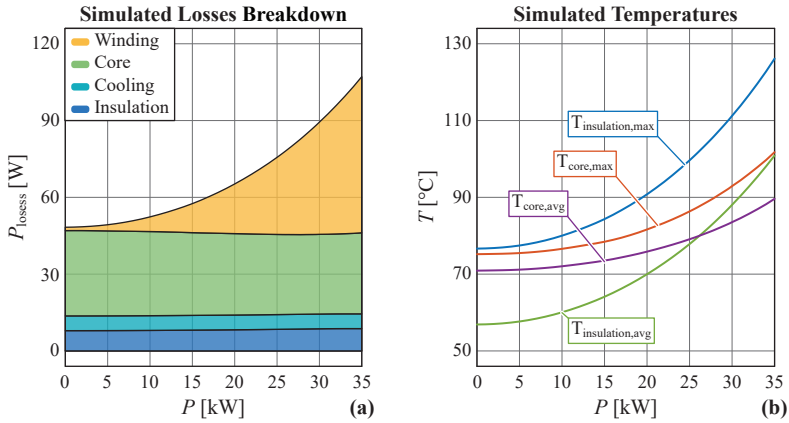 Simulated Losses Breakdown
120
90
60
30
0
P_losess [W]
Winding
Core
Cooling
Insulation
0 5 10 15 20 25 30 35
P [kW]
(a)
Simulated Temperatures
130
110
90
70
50
T [°C]
T_insulation,max
T_core,max
T_core,avg
T_insulation,avg
0 5 10 15 20 25 30 35
P [kW]
(b)